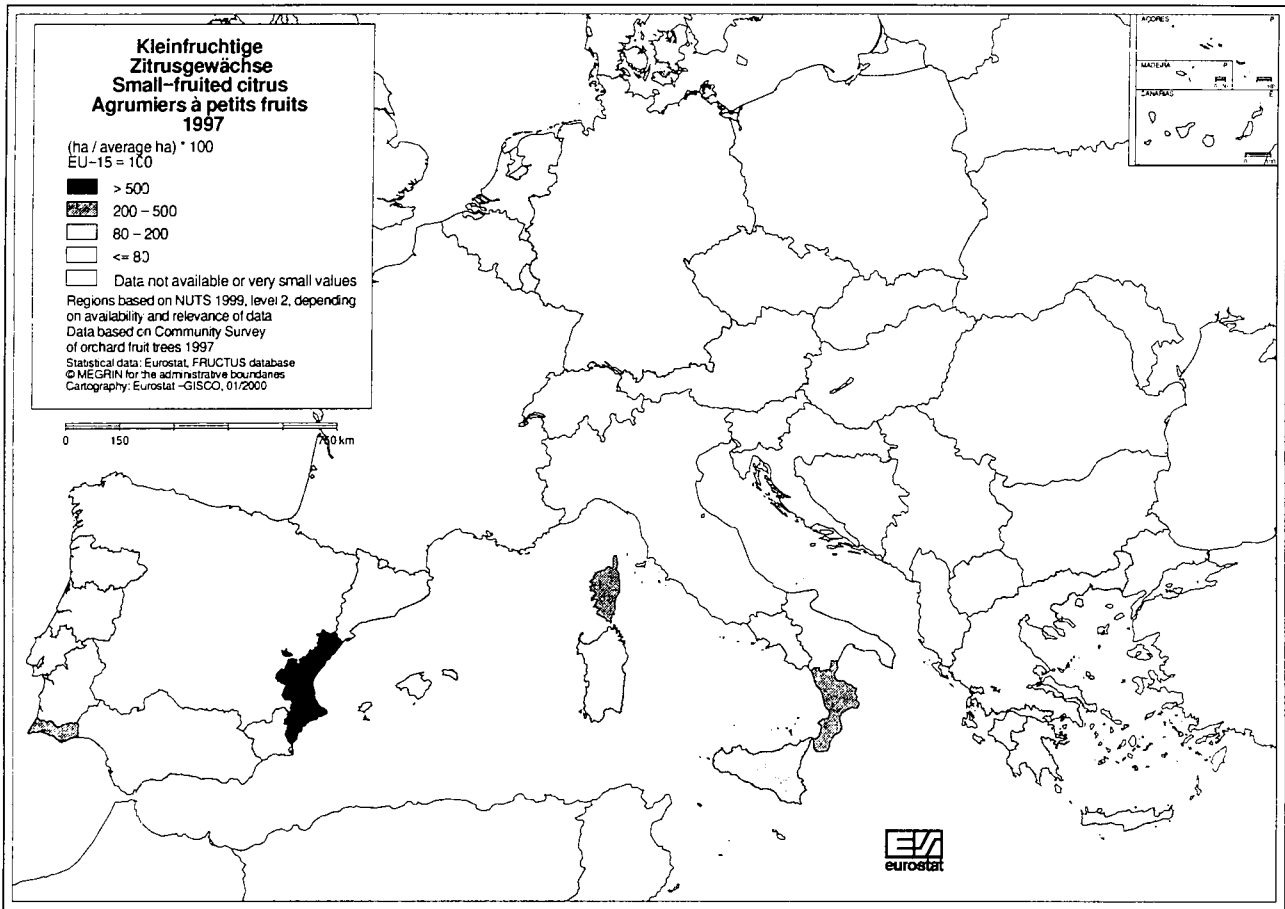 Kleinfruchtige
Zitrusgewächse
Small-fruited citrus
Agrumiers à petits fruits
1997
(ha / average ha) * 100
EU-15 = 100
> 500
200 - 500
80 - 200
<= 80
Data not available or very small values
Regions based on NUTS 1999, level 2, depending
on availability and relevance of data
Data based on Community Survey
of orchard fruit trees 1997
Statistical data: Eurostat, FRUCTUS database
© MEGRIN for the administrative boundaries
Cartography: Eurostat -GISCO, 01/2000
0 150 750 km
AÇORES P
MADEIRA P
CANARIAS E
eurostat